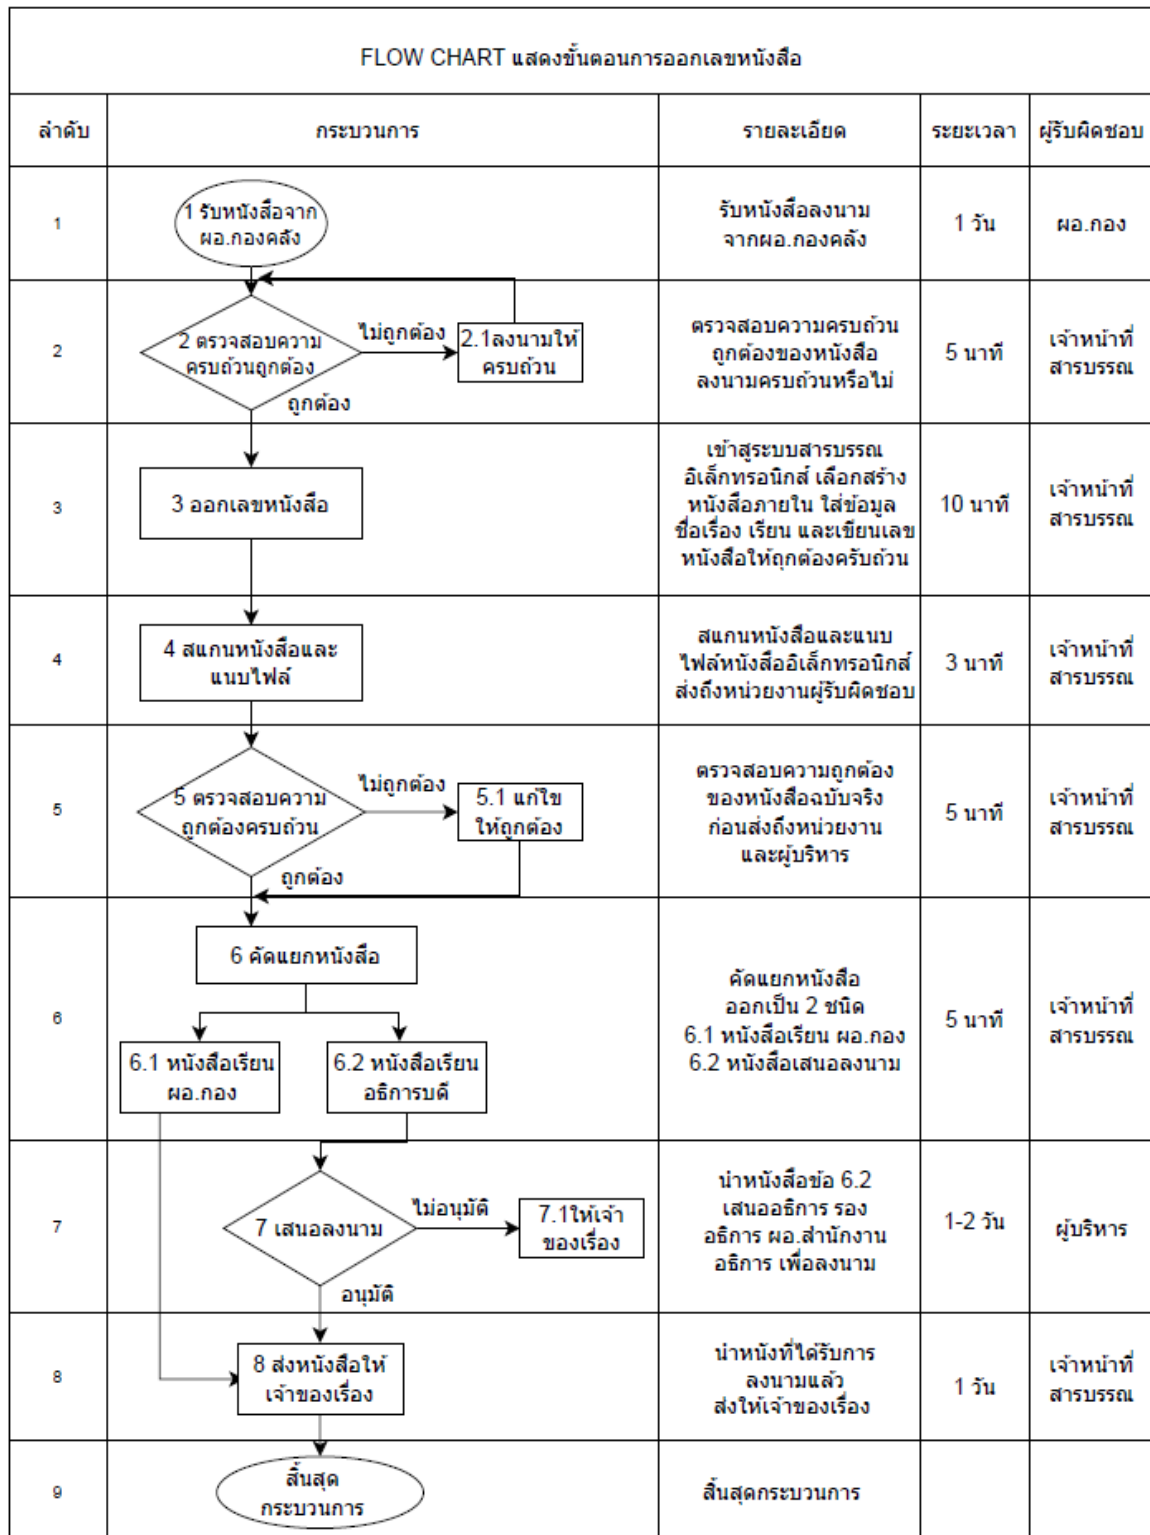 FLOW CHART แสดงขั้นตอนการออกเลขหนังสือ
ลำดับ
กระบวนการ
รายละเอียด
ระยะเวลา
ผู้รับผิดชอบ
1
1 รับหนังสือจาก
ผอ.กองคลัง
รับหนังสือลงนาม
จากผอ.กองคลัง
1 วัน
ผอ.กอง
2
2 ตรวจสอบความ
ครบถ้วนถูกต้อง
ไม่ถูกต้อง
2.1ลงนามให้
ครบถ้วน
ถูกต้อง
ตรวจสอบความครบถ้วน
ถูกต้องของหนังสือ
ลงนามครบถ้วนหรือไม่
5 นาที
เจ้าหน้าที่
สารบรรณ
3
3 ออกเลขหนังสือ
เข้าสู่ระบบสารบรรณ
อิเล็กทรอนิกส์ เลือกสร้าง
หนังสือภายใน ใส่ข้อมูล
ชื่อเรื่อง เรียน และเขียนเลข
หนังสือให้ถูกต้องครับถ้วน
10 นาที
เจ้าหน้าที่
สารบรรณ
4
4 สแกนหนังสือและ
แนบไฟล์
สแกนหนังสือและแนบ
ไฟล์หนังสืออิเล็กทรอนิกส์
ส่งถึงหน่วยงานผู้รับผิดชอบ
3 นาที
เจ้าหน้าที่
สารบรรณ
5
5 ตรวจสอบความ
ถูกต้องครบถ้วน
ไม่ถูกต้อง
5.1 แก้ใข
ให้ถูกต้อง
ถูกต้อง
ตรวจสอบความถูกต้อง
ของหนังสือฉบับจริง
ก่อนส่งถึงหน่วยงาน
และผู้บริหาร
5 นาที
เจ้าหน้าที่
สารบรรณ
6
6 คัดแยกหนังสือ
6.1 หนังสือเรียน
ผอ.กอง
6.2 หนังสือเรียน
อธิการบดี
คัดแยกหนังสือ
ออกเป็น 2 ชนิด
6.1 หนังสือเรียน ผอ.กอง
6.2 หนังสือเสนอลงนาม
5 นาที
เจ้าหน้าที่
สารบรรณ
7
7 เสนอลงนาม
ไม่อนุมัติ
7.1ให้เจ้า
ของเรื่อง
อนุมัติ
นำหนังสือข้อ 6.2
เสนออธิการ รอง
อธิการ ผอ.สำนักงาน
อธิการ เพื่อลงนาม
1-2 วัน
ผู้บริหาร
8
8 ส่งหนังสือให้
เจ้าของเรื่อง
นำหนังที่ได้รับการ
ลงนามแล้ว
ส่งให้เจ้าของเรื่อง
1 วัน
เจ้าหน้าที่
สารบรรณ
9
สิ้นสุด
กระบวนการ
สิ้นสุดกระบวนการ